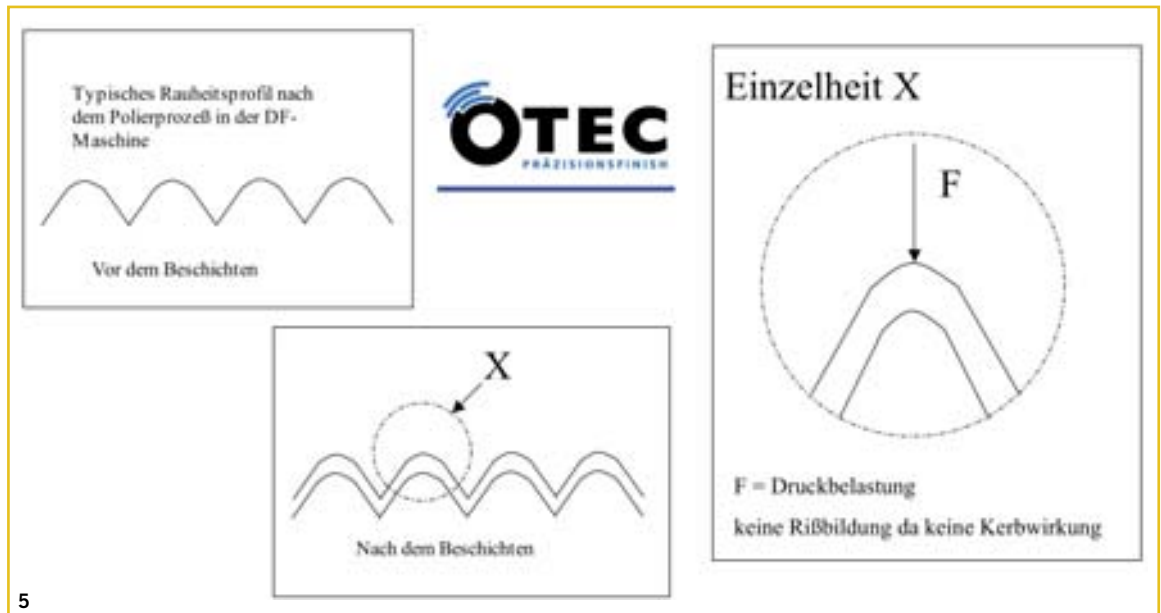 Typisches Rauheitsprofil nach
dem Polierprozeß in der DF-
Maschine
Vor dem Beschichten
OTEC
PRÄZISIONSFINISH
X
Nach dem Beschichten
Einzelheit X
F
F = Druckbelastung
keine Rißbildung da keine Kerbwirkung
5